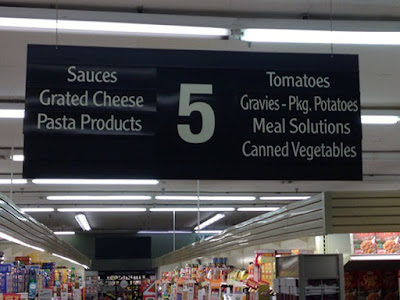 Sauces
Grated Cheese
Pasta Products
5
Tomatoes
Gravies - Pkg. Potatoes
Meal Solutions
Canned Vegetables